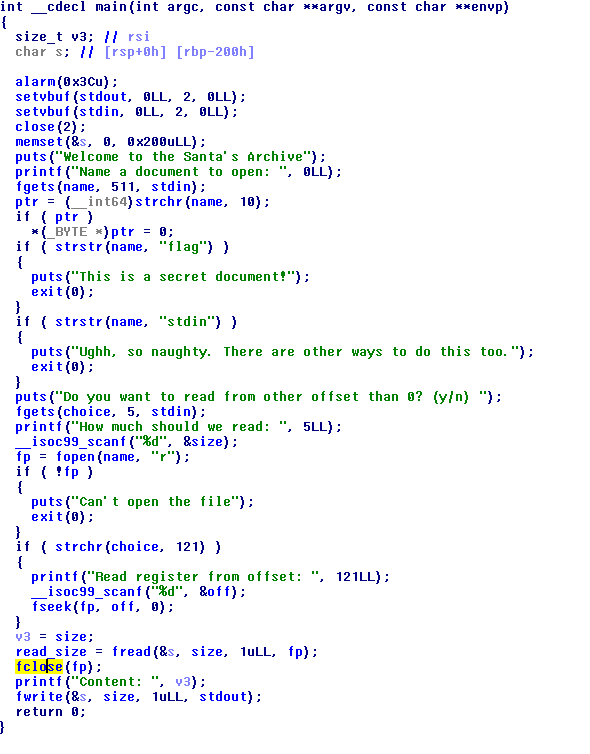 int __cdecl main(int argc, const char **argv, const char **envp)
{
  size_t v3; // rsi
  char s; // [rsp+0h] [rbp-200h]

  alarm(0x3Cu);
  setvbuf(stdout, 0LL, 2, 0LL);
  setvbuf(stdin, 0LL, 2, 0LL);
  close(2);
  memset(&s, 0, 0x200uLL);
  puts("Welcome to the Santa's Archive");
  printf("Name a document to open: ", 0LL);
  fgets(name, 511, stdin);
  ptr = (__int64)strchr(name, 10);
  if ( ptr )
    *(_BYTE *)ptr = 0;
  if ( strstr(name, "flag") )
  {
    puts("This is a secret document!");
    exit(0);
  }
  if ( strstr(name, "stdin") )
  {
    puts("Ughh, so naughty. There are other ways to do this too.");
    exit(0);
  }
  puts("Do you want to read from other offset than 0? (y/n) ");
  fgets(choice, 5, stdin);
  printf("How much should we read: ", 5LL);
  __isoc99_scanf("%d", &size);
  fp = fopen(name, "r");
  if ( !fp )
  {
    puts("Can't open the file");
    exit(0);
  }
  if ( strchr(choice, 121) )
  {
    printf("Read register from offset: ", 121LL);
    __isoc99_scanf("%d", &off);
    fseek(fp, off, 0);
  }
  v3 = size;
  read_size = fread(&s, size, 1uLL, fp);
  fclose(fp);
  printf("Content: ", v3);
  fwrite(&s, size, 1uLL, stdout);
  return 0;
}